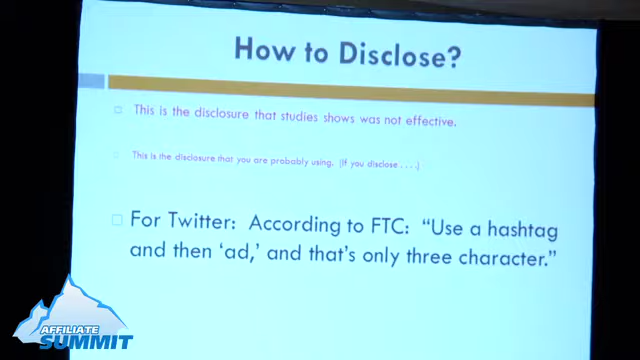 How to Disclose?
This is the disclosure that studies shows was not effective.
This is the disclosure that you are probably using. (If you disclose . . . .)
For Twitter: According to FTC: “Use a hashtag
and then ‘ad,’ and that’s only three character.”
AFFILIATE
SUMMIT